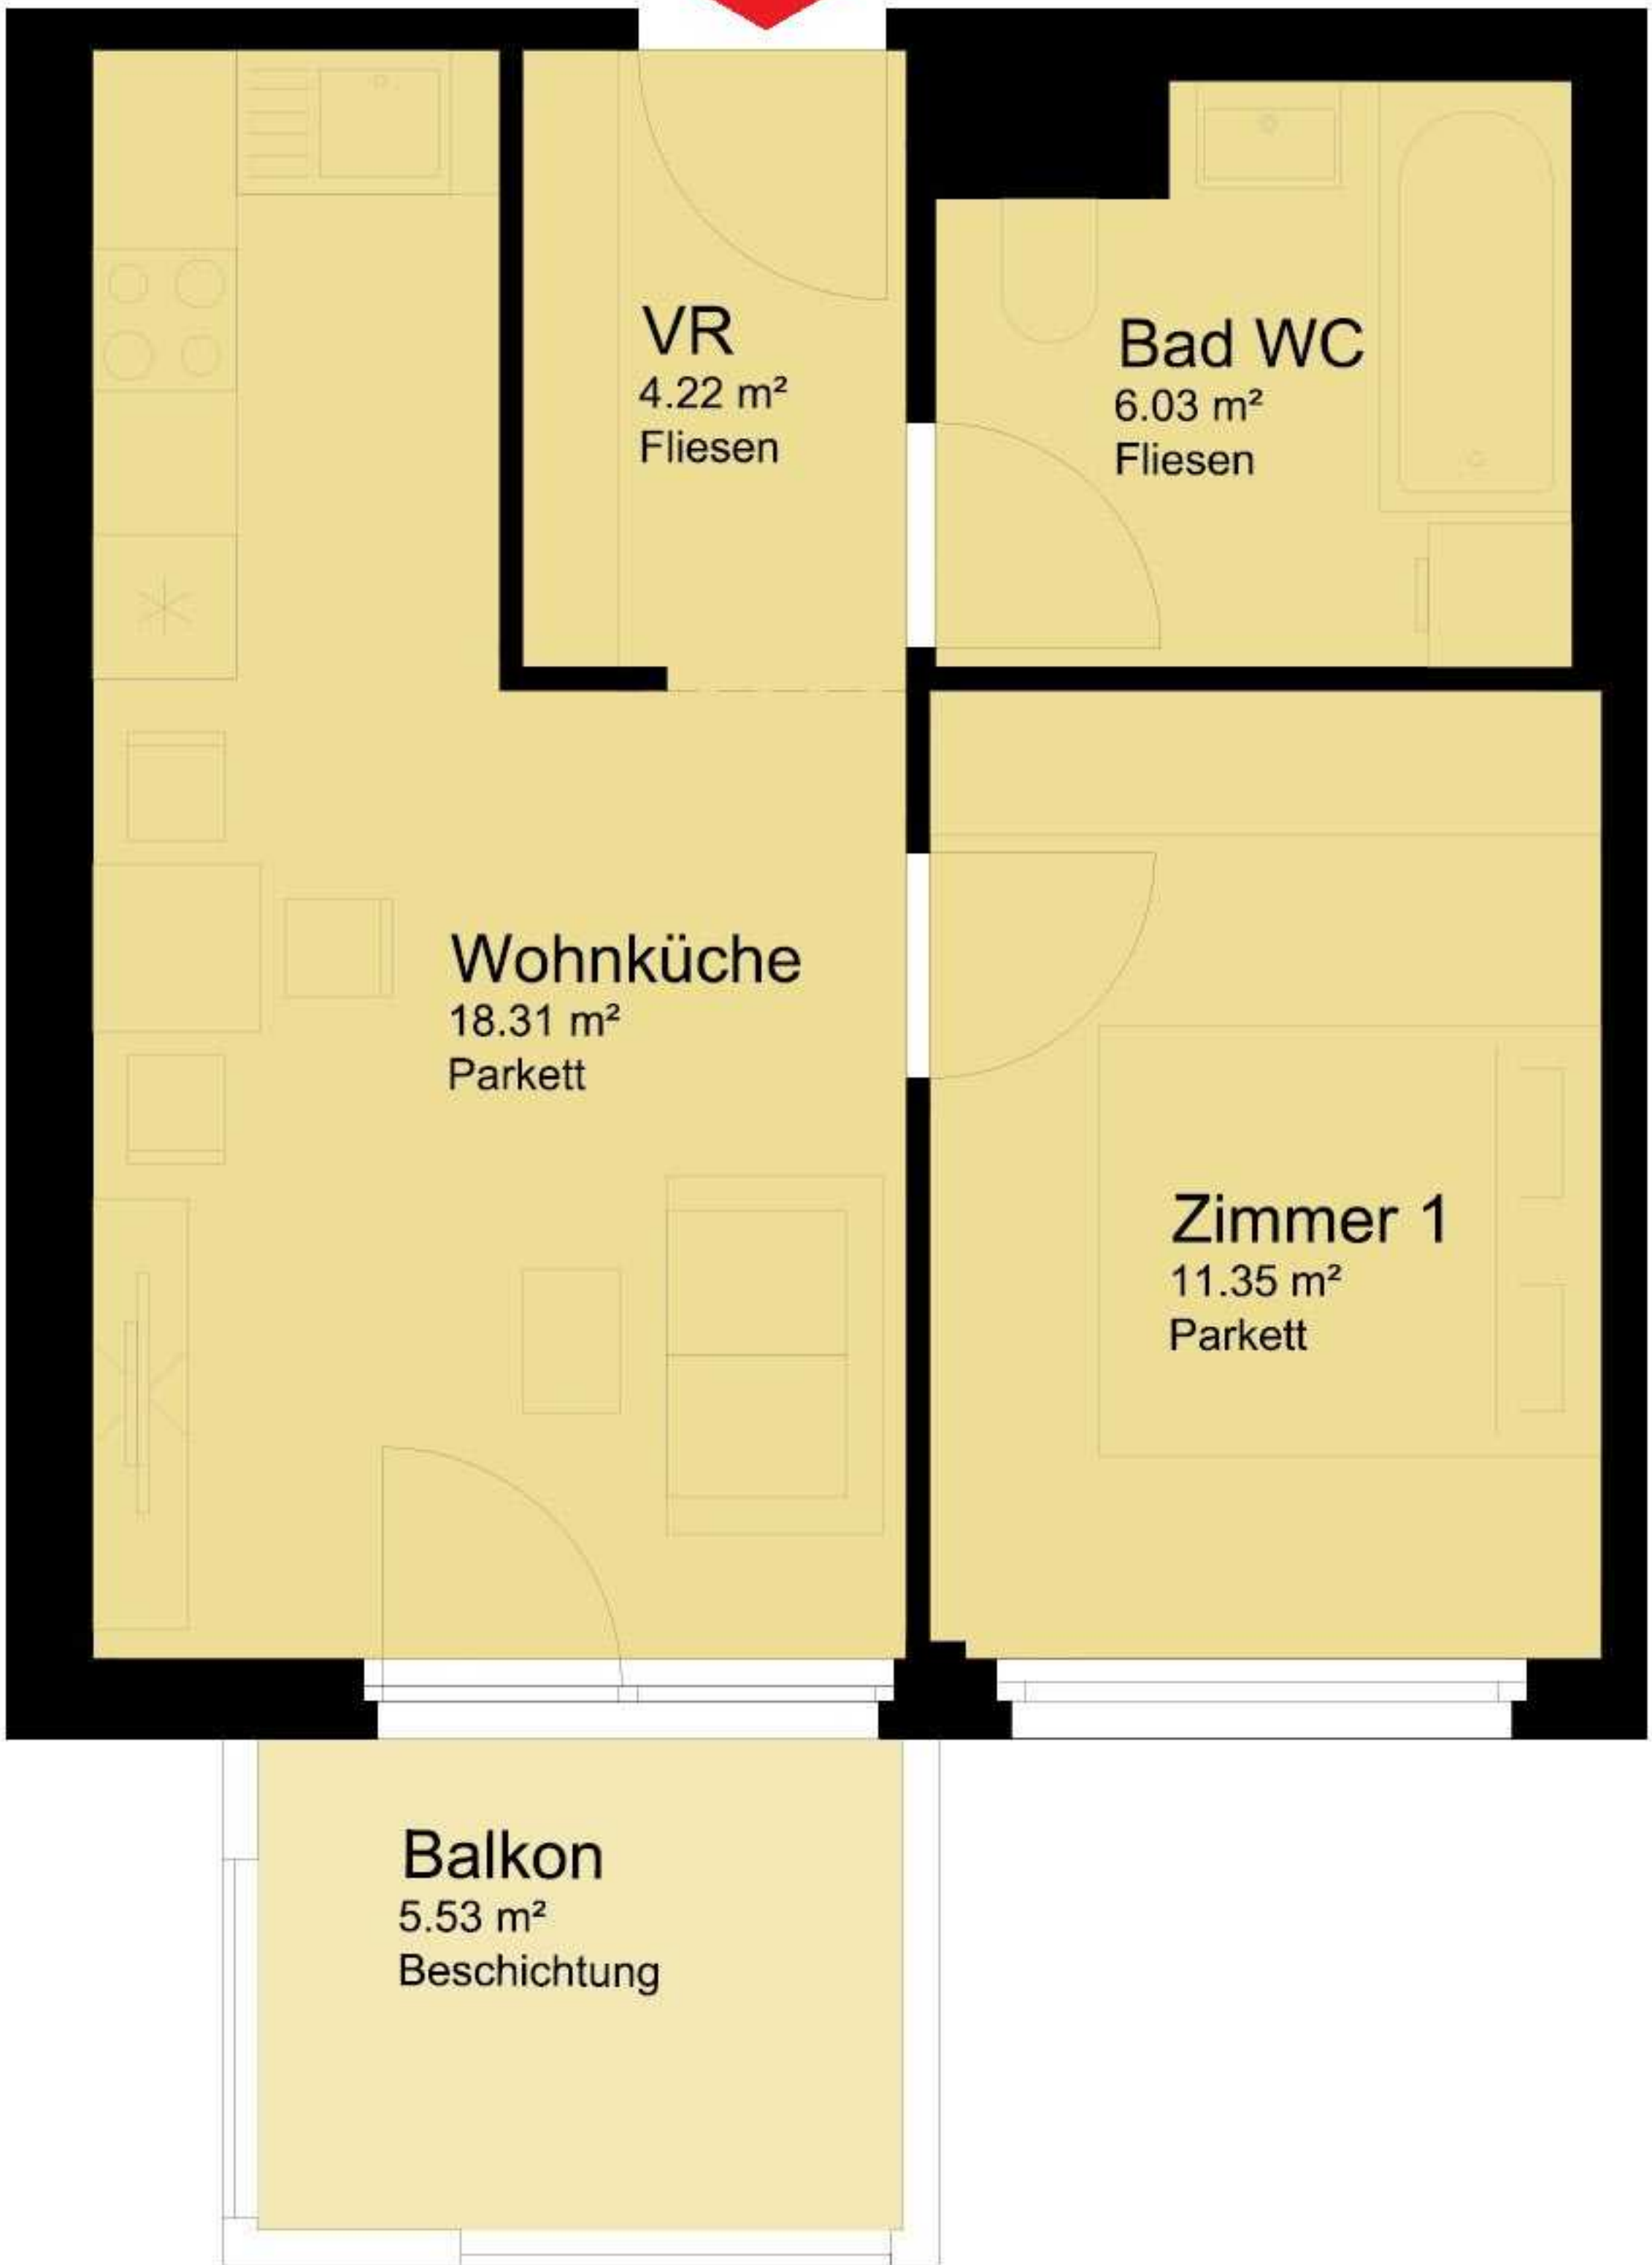 VR
4.22 m²
Fliesen
Bad WC
6.03 m²
Fliesen
Wohnküche
18.31 m²
Parkett
Zimmer 1
11.35 m²
Parkett
Balkon
5.53 m²
Beschichtung